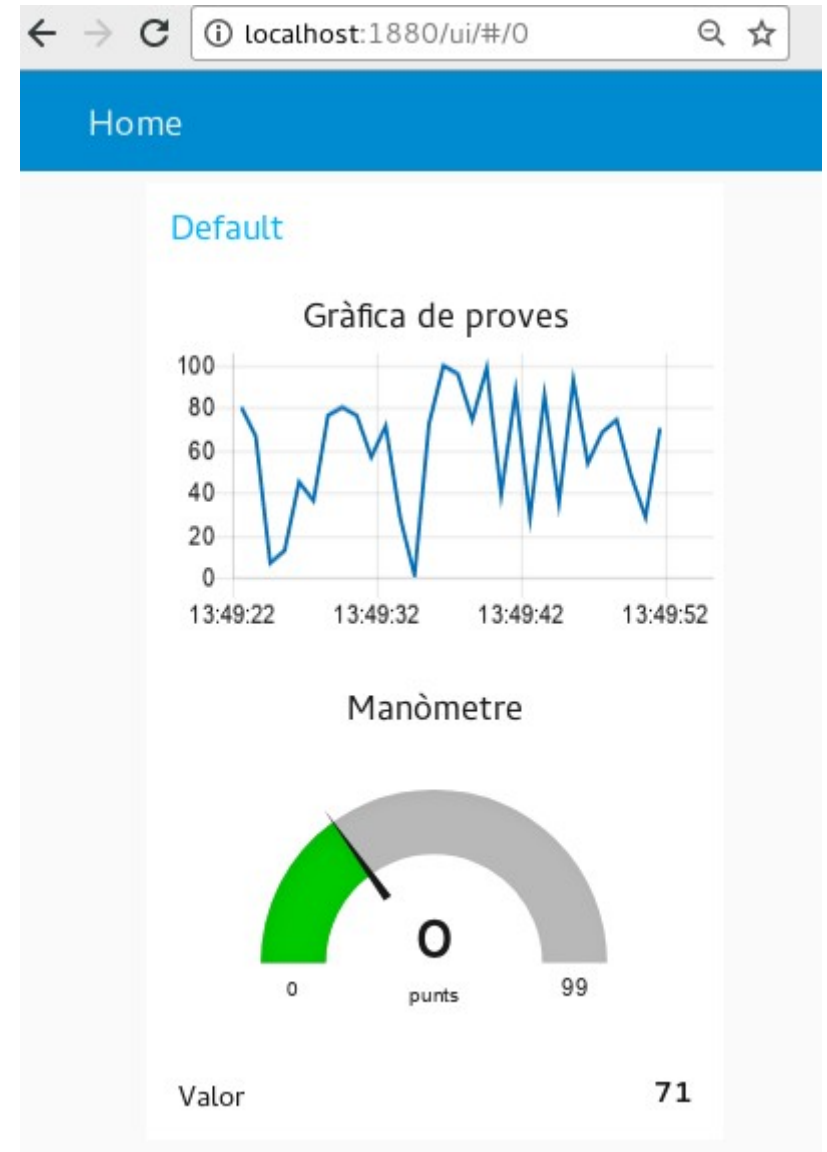 localhost:1880/ui/#/0
Home
Default
Gràfica de proves
100
80
60
40
20
0
13:49:22 13:49:32 13:49:42 13:49:52
Manòmetre
0
0 punts 99
Valor 71